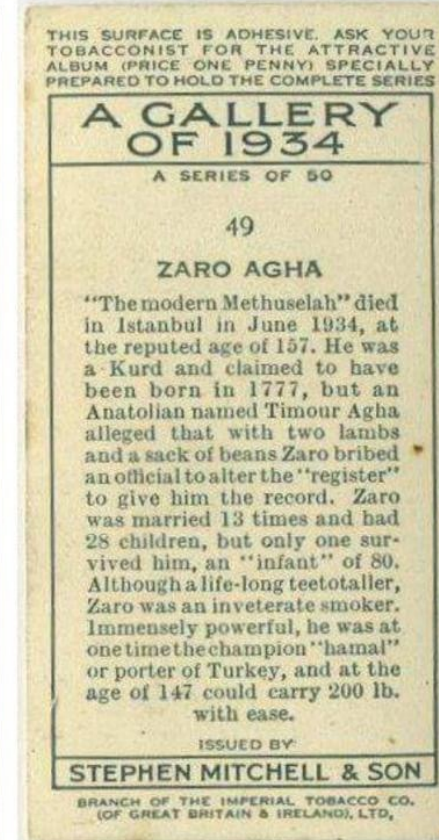 THIS SURFACE IS ADHESIVE. ASK YOUR
TOBACCONIST FOR THE ATTRACTIVE
ALBUM (PRICE ONE PENNY) SPECIALLY
PREPARED TO HOLD THE COMPLETE SERIES
A GALLERY
OF 1934
A SERIES OF 50
49
ZARO AGHA
"The modern Methuselah" died
in Istanbul in June 1934, at
the reputed age of 157. He was
a Kurd and claimed to have
been born in 1777, but an
Anatolian named Timour Agha
alleged that with two lambs
and a sack of beans Zaro bribed
an official to alter the "register"
to give him the record. Zaro
was married 13 times and had
28 children, but only one sur-
vived him, an "infant" of 80.
Although a life-long teetotaller,
Zaro was an inveterate smoker.
Immensely powerful, he was at
one time the champion "hamal"
or porter of Turkey, and at the
age of 147 could carry 200 lb.
with ease.
ISSUED BY
STEPHEN MITCHELL & SON
BRANCH OF THE IMPERIAL TOBACCO CO.
(OF GREAT BRITAIN & IRELAND), LTD,